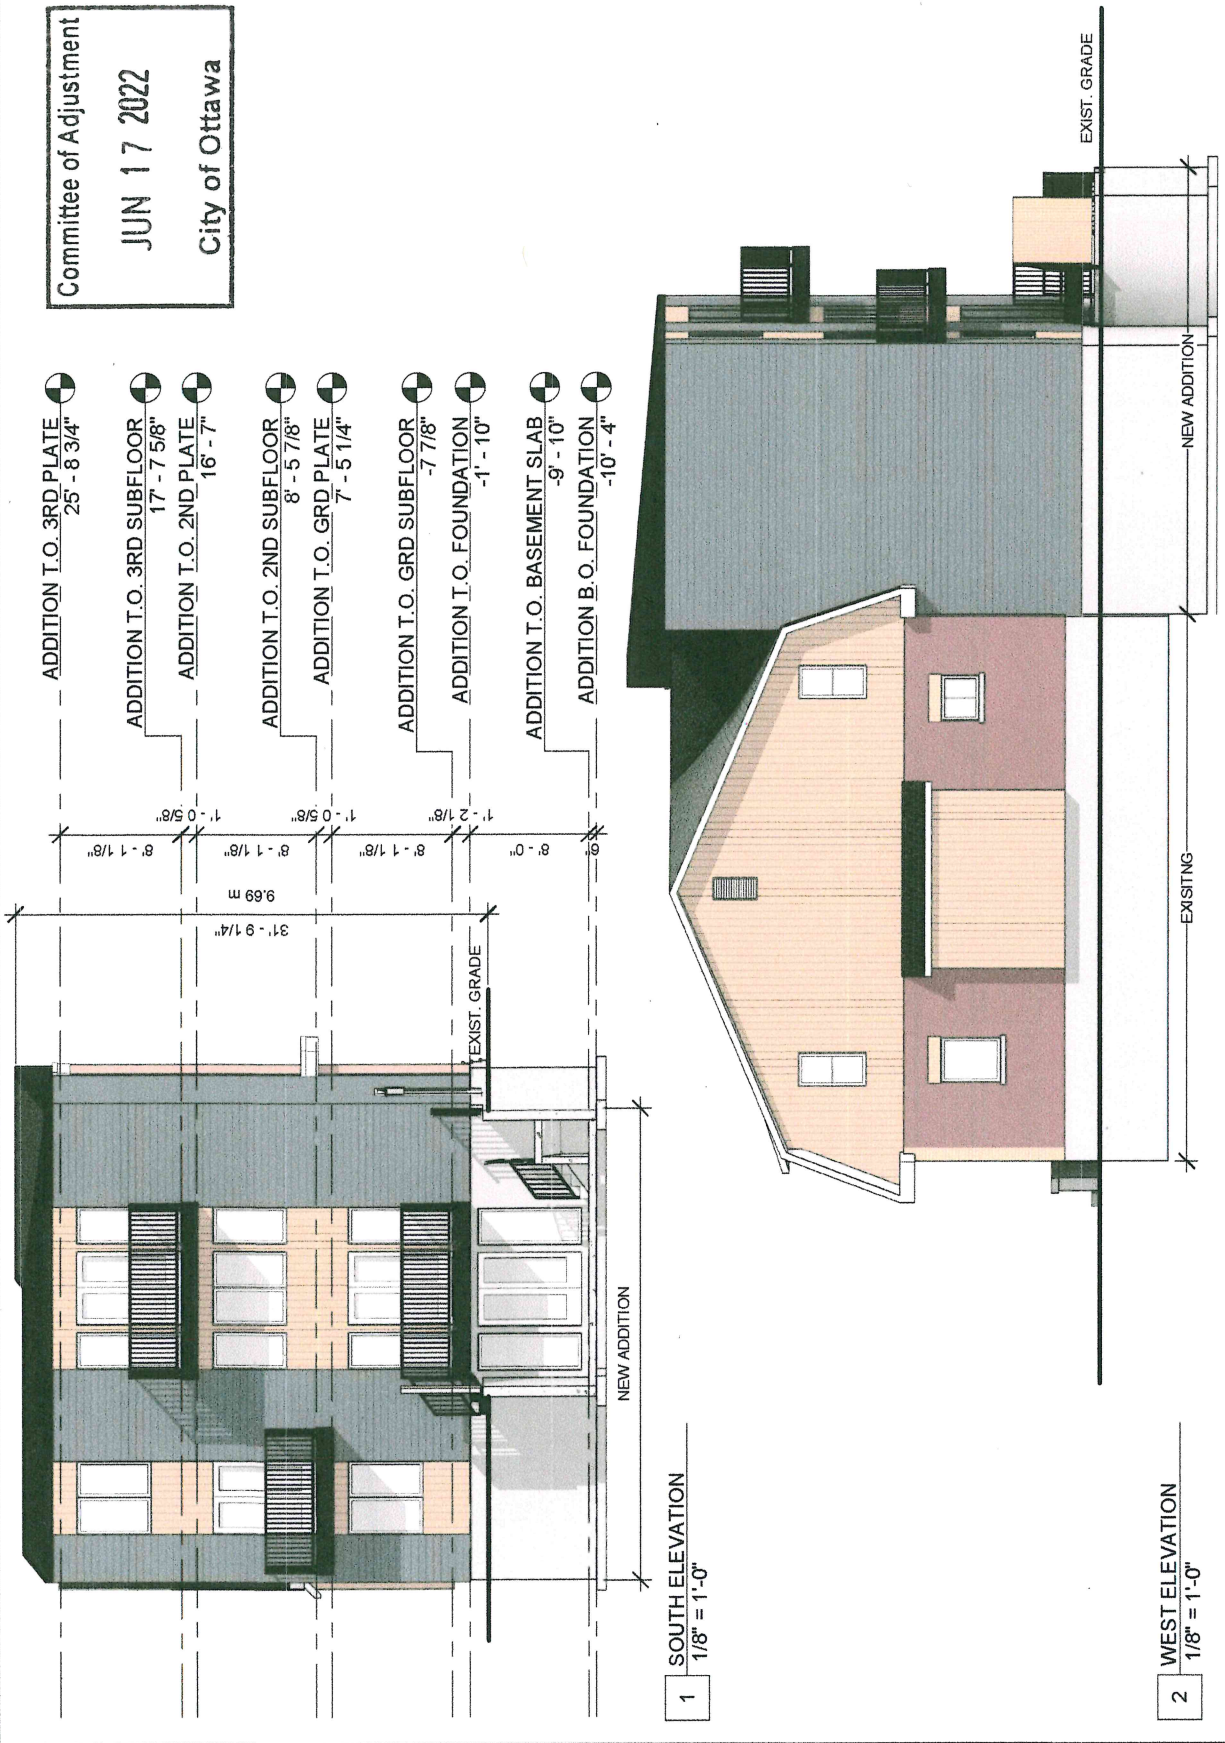 Committee of Adjustment
JUN 17 2022
City of Ottawa
ADDITION T.O. 3RD PLATE
25' - 8 3/4"
ADDITION T.O. 3RD SUBFLOOR
17' - 7 5/8"
ADDITION T.O. 2ND PLATE
16' - 7"
ADDITION T.O. 2ND SUBFLOOR
8' - 5 7/8"
ADDITION T.O. GRD PLATE
7' - 5 1/4"
ADDITION T.O. GRD SUBFLOOR
-7 7/8"
ADDITION T.O. FOUNDATION
-1' - 10"
ADDITION T.O. BASEMENT SLAB
-9' - 10"
ADDITION B.O. FOUNDATION
-10' - 4"
8' - 1 1/8"
1' - 0 5/8"
8' - 1 1/8"
1' - 0 5/8"
8' - 1 1/8"
1' - 2 1/8"
8' - 0"
6"
31' - 9 1/4"
9.69 m
EXIST. GRADE
NEW ADDITION
1
SOUTH ELEVATION
1/8" = 1'-0"
EXIST. GRADE
EXISITNG
NEW ADDITION
2
WEST ELEVATION
1/8" = 1'-0"